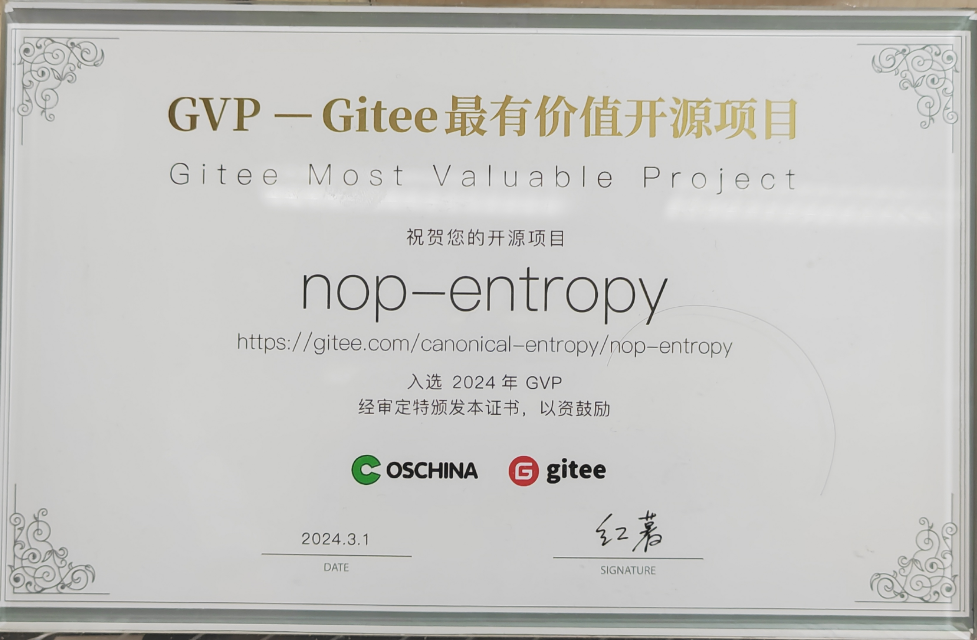 GVP — Gitee最有价值开源项目
Gitee Most Valuable Project
祝贺您的开源项目
nop-entropy
https://gitee.com/canonical-entropy/nop-entropy
入选 2024 年 GVP
经审定特颁发本证书，以资鼓励
OSCHINA gitee
2024.3.1 红薯
DATE SIGNATURE